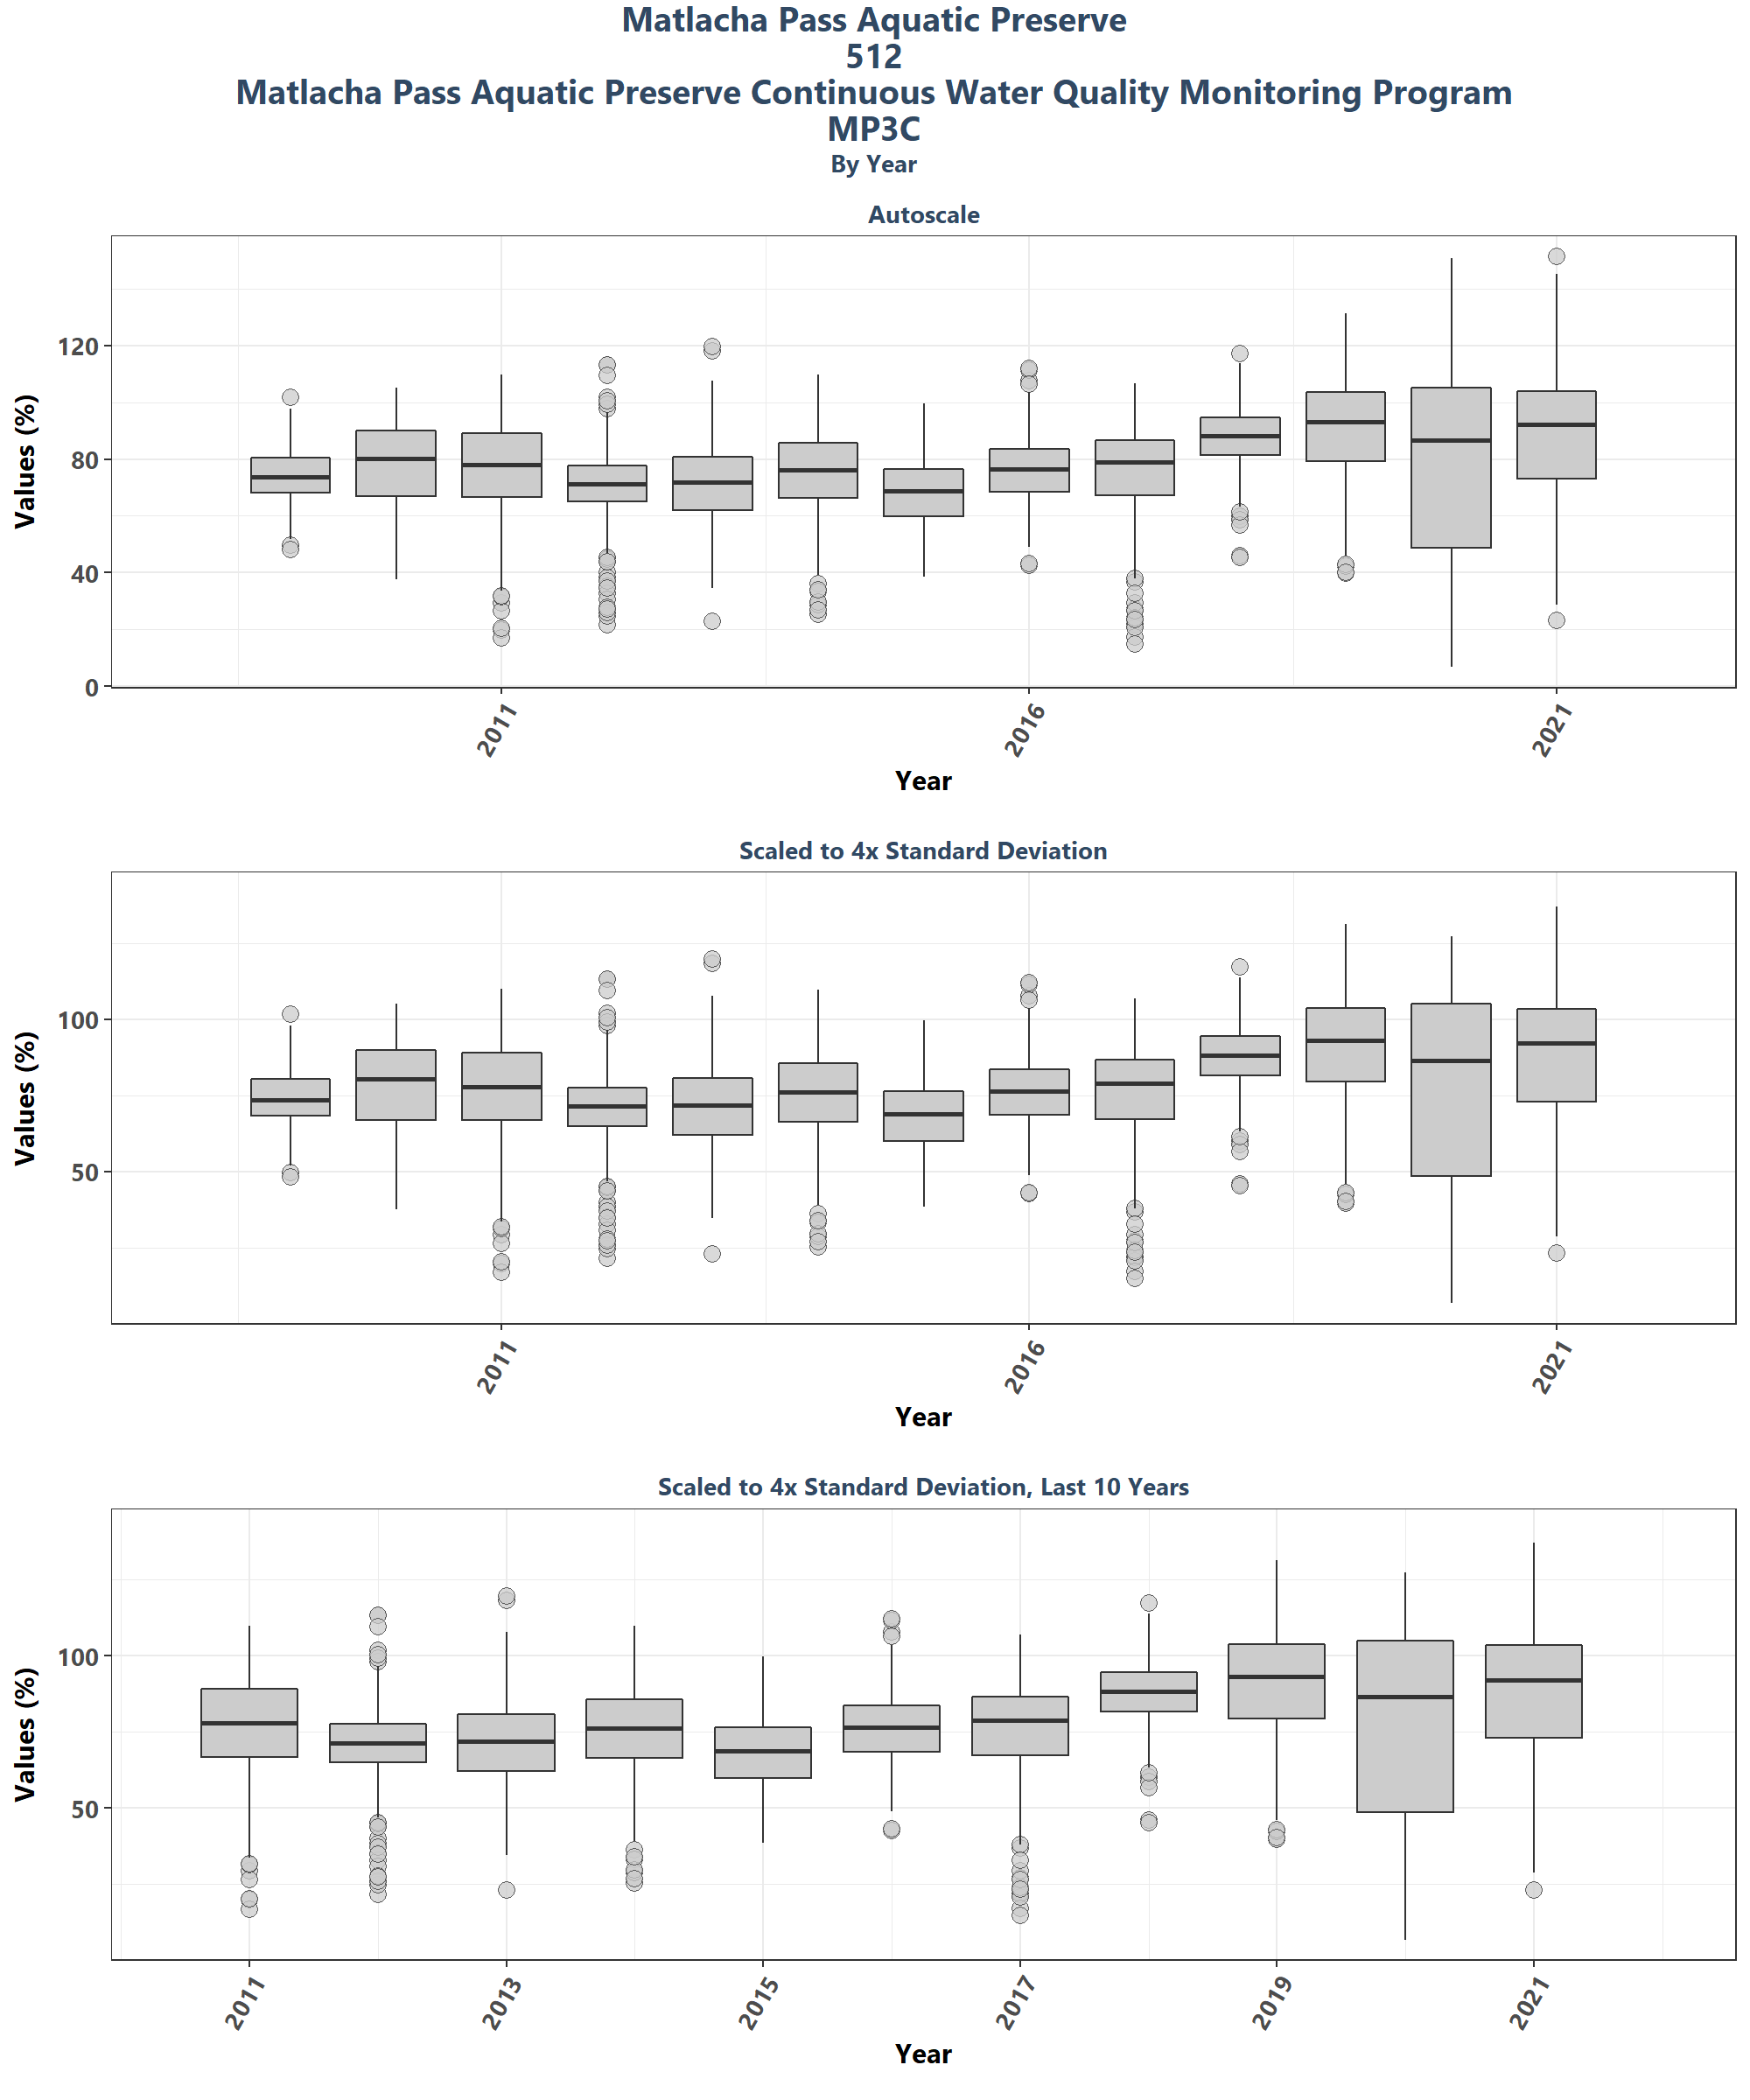 Matlacha Pass Aquatic Preserve
512
Matlacha Pass Aquatic Preserve Continuous Water Quality Monitoring Program
MP3C
By Year
Autoscale
Values (%)
120
80
40
0
2011
2016
2021
Year
Scaled to 4x Standard Deviation
Values (%)
100
50
2011
2016
2021
Year
Scaled to 4x Standard Deviation, Last 10 Years
Values (%)
100
50
2011
2013
2015
2017
2019
2021
Year